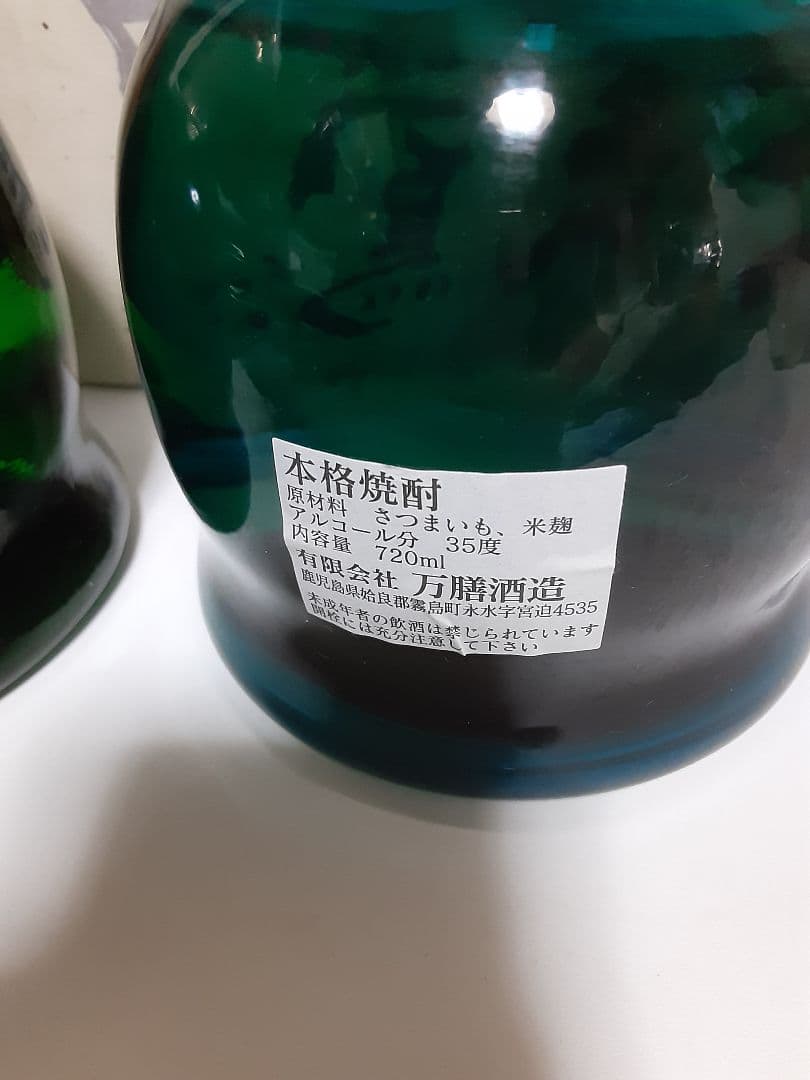 本格焼酎
原材料　さつまいも、米麹
アルコール分　35度
内容量　720ml
有限会社 万膳酒造
鹿児島県姶良郡霧島町永水字宮迫4535
未成年者の飲酒は禁じられています
開栓には充分注意して下さい